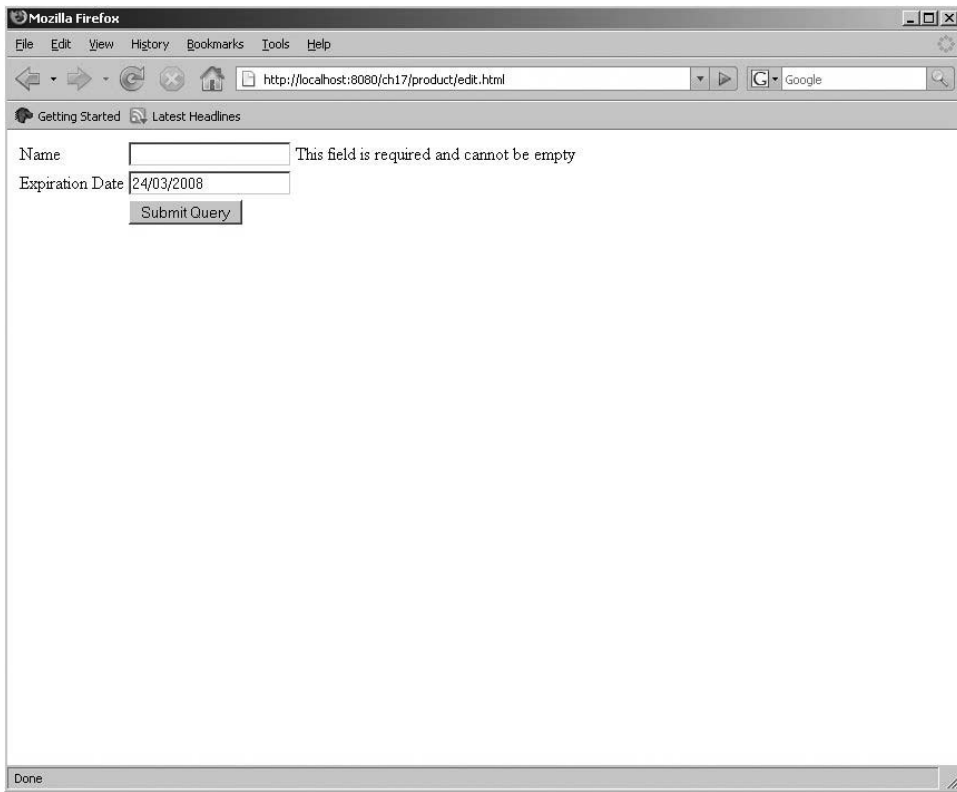 Mozilla Firefox
File Edit View History Bookmarks Tools Help
http://localhost:8080/ch17/product/edit.html
G Google
Getting Started Latest Headlines
Name This field is required and cannot be empty
Expiration Date 24/03/2008
Submit Query
Done